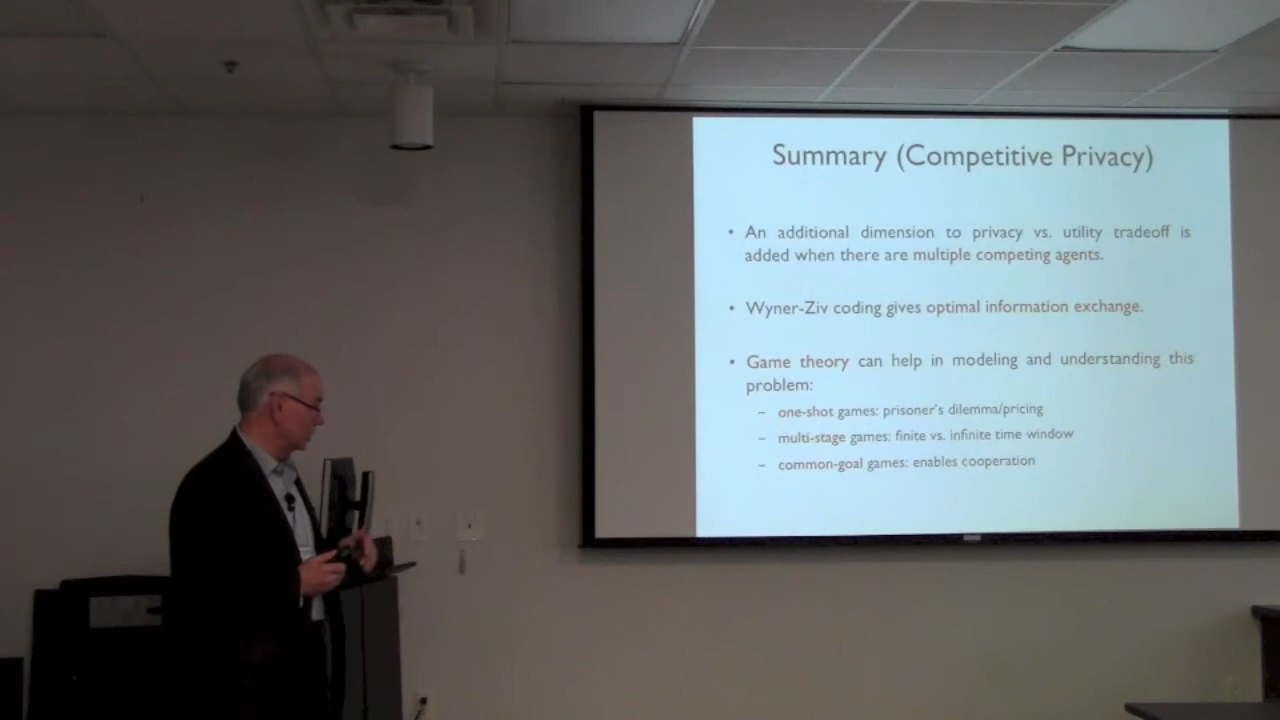 Summary (Competitive Privacy)
• An additional dimension to privacy vs. utility tradeoff is
added when there are multiple competing agents.
• Wyner-Ziv coding gives optimal information exchange.
• Game theory can help in modeling and understanding this
problem:
– one-shot games: prisoner's dilemma/pricing
– multi-stage games: finite vs. infinite time window
– common-goal games: enables cooperation